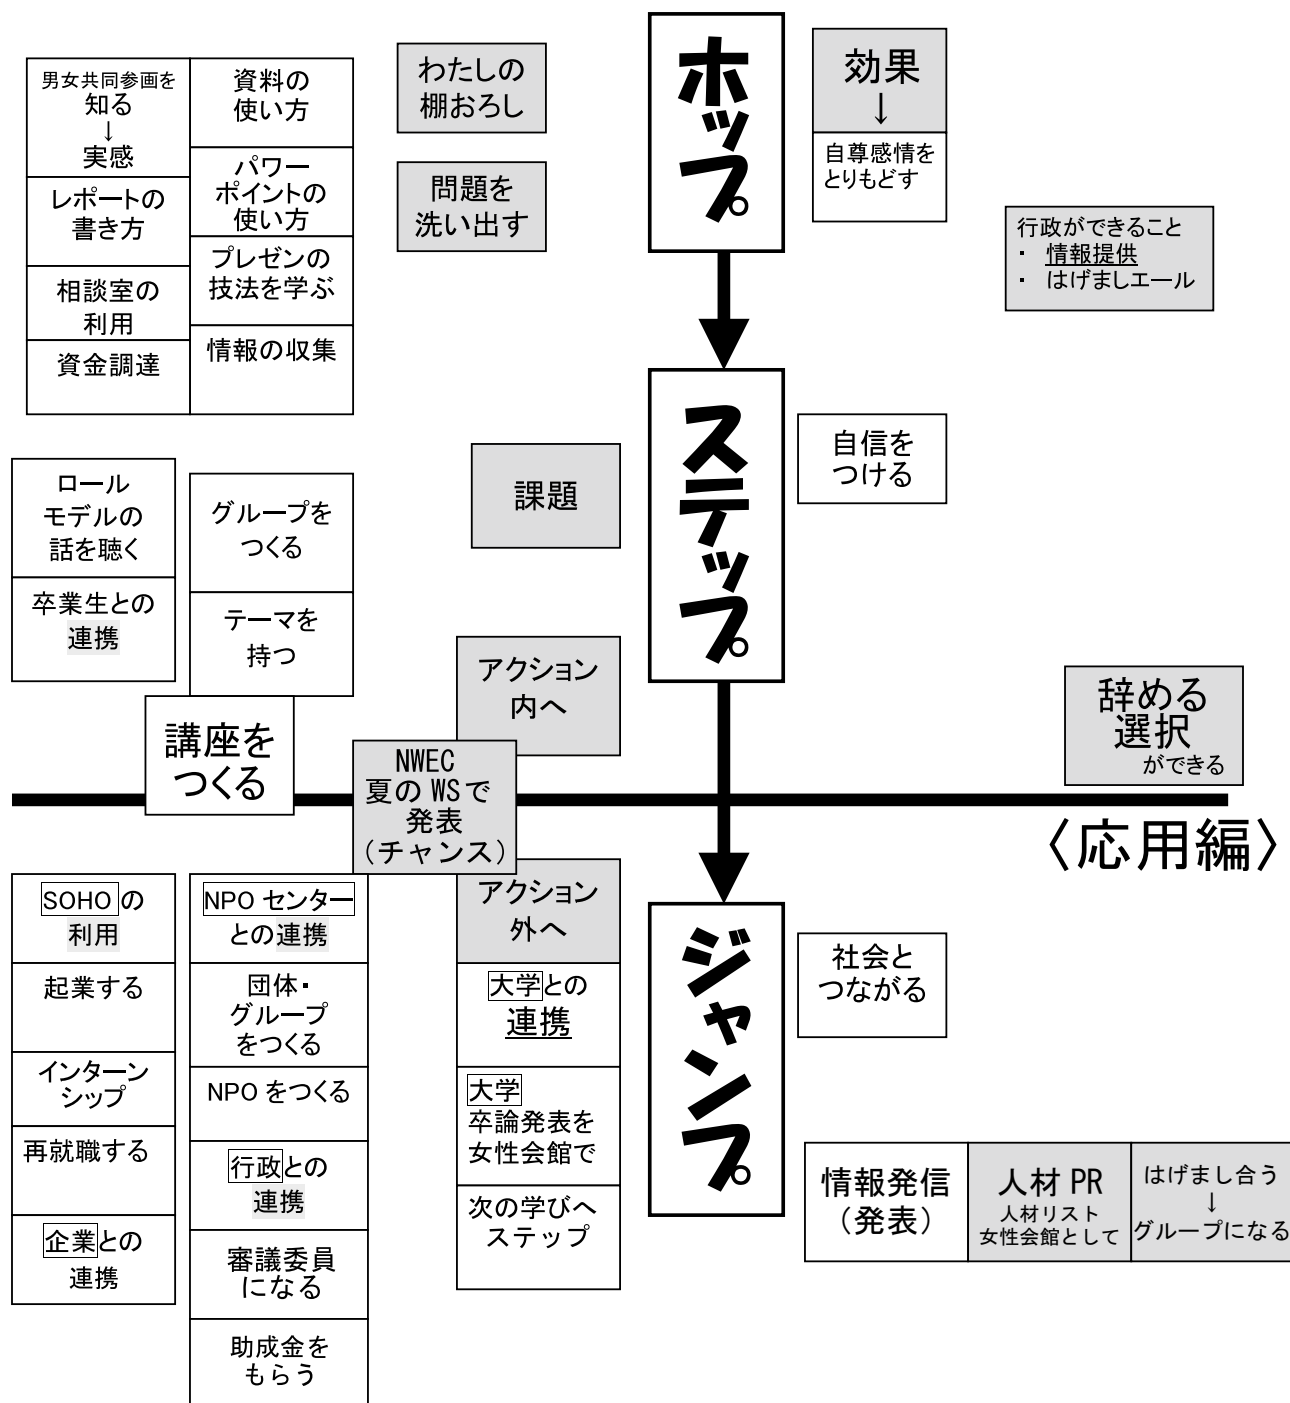 男女共同参画を
知る
↓
実感
レポートの
書き方
相談室の
利用
資金調達
資料の
使い方
パワー
ポイントの
使い方
プレゼンの
技法を学ぶ
情報の収集
わたしの
棚おろし
問題を
洗い出す
ホップ
効果
↓
自尊感情を
とりもどす
行政ができること
・ 情報提供
・ はげましエール
ロール
モデルの
話を聴く
卒業生との
連携
グループを
つくる
テーマを
持つ
課題
ステップ
自信を
つける
アクション
内へ
講座を
つくる
NWEC
夏の WS で
発表
（チャンス）
辞める
選択
ができる
〈応用編〉
SOHO の
利用
起業する
インターン
シップ
再就職する
企業との
連携
NPO センター
との連携
団体・
グループ
をつくる
NPO をつくる
行政との
連携
審議委員
になる
助成金を
もらう
アクション
外へ
大学との
連携
大学
卒論発表を
女性会館で
次の学びへ
ステップ
ジャンプ
社会と
つながる
情報発信
（発表）
人材 PR
人材リスト
女性会館として
はげまし合う
↓
グループになる